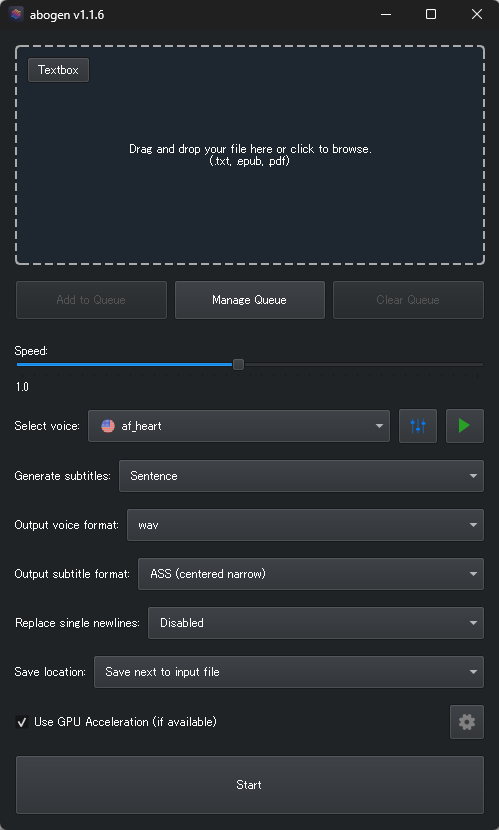 abogen v1.1.6
Textbox
Drag and drop your file here or click to browse.
(.txt, .epub, .pdf)
Add to Queue
Manage Queue
Clear Queue
Speed:
1.0
Select voice:
af_heart
Generate subtitles:
Sentence
Output voice format:
wav
Output subtitle format:
ASS (centered narrow)
Replace single newlines:
Disabled
Save location:
Save next to input file
Use GPU Acceleration (if available)
Start